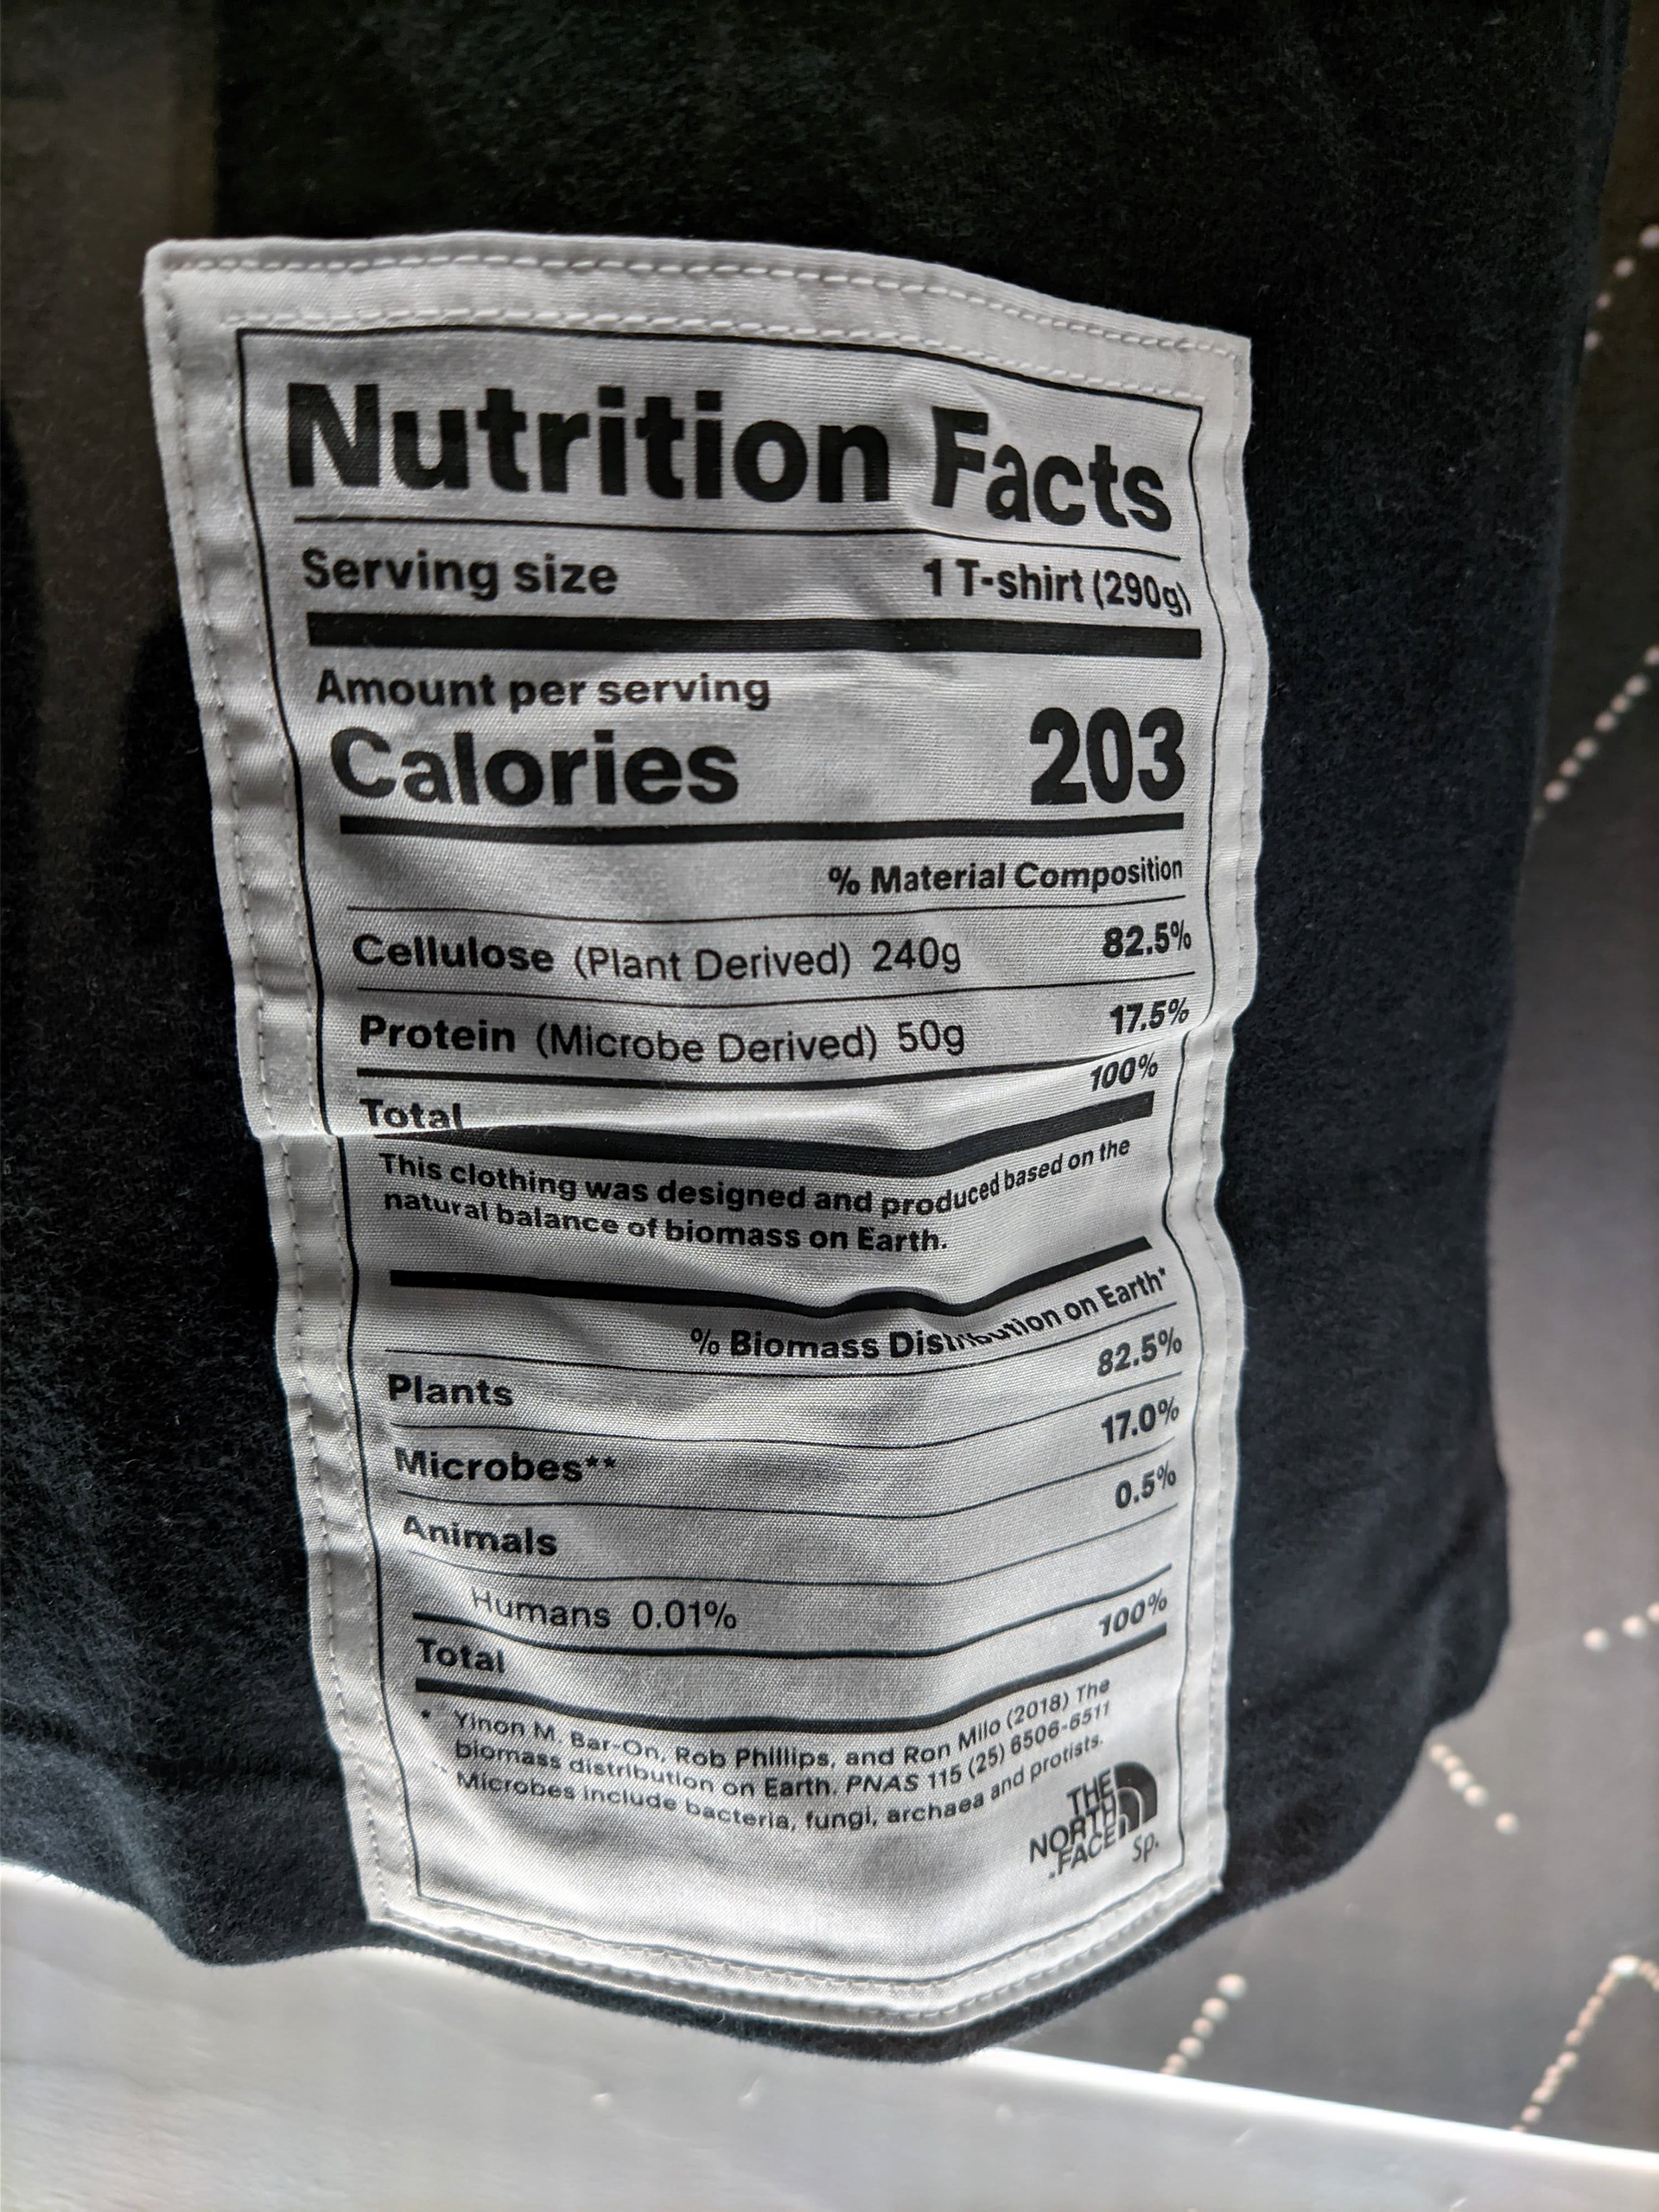 Nutrition Facts
Serving size 1 T-shirt (290g)
Amount per serving
Calories 203
% Material Composition
Cellulose (Plant Derived) 240g 82.5%
Protein (Microbe Derived) 50g 17.5%
Total 100%
This clothing was designed and produced based on the
natural balance of biomass on Earth.
% Biomass Distribution on Earth*
Plants 82.5%
Microbes** 17.0%
Animals 0.5%
Humans 0.01%
Total 100%
* Yinon M. Bar-On, Rob Phillips, and Ron Milo (2018) The
biomass distribution on Earth. PNAS 115 (25) 6506-6511
** Microbes include bacteria, fungi, archaea and protists.
THE
NORTH
FACE
Sp.